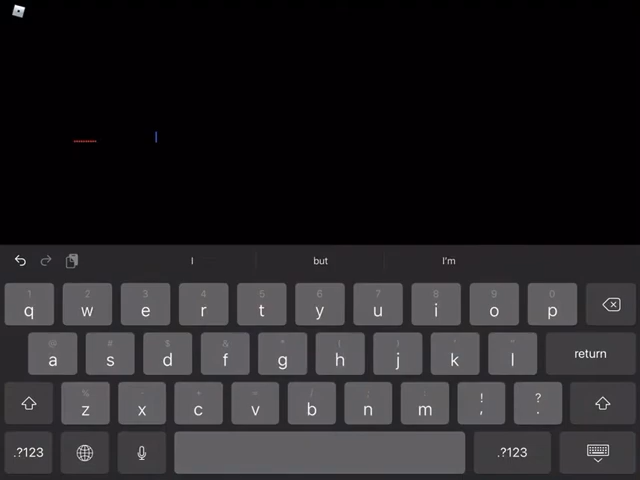 I but I'm
1 2 3 4 5 6 7 8 9 0
q w e r t y u i o p
@ # $ & * ( ) ' "
a s d f g h j k l return
% - + = / ; : ! ?
z x c v b n m , .
.?123 .?123